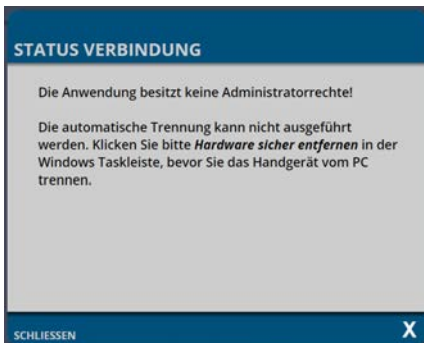 STATUS VERBINDUNG
Die Anwendung besitzt keine Administratorrechte!
Die automatische Trennung kann nicht ausgeführt
werden. Klicken Sie bitte Hardware sicher entfernen in der
Windows Taskleiste, bevor Sie das Handgerät vom PC
trennen.
SCHLIESSEN X